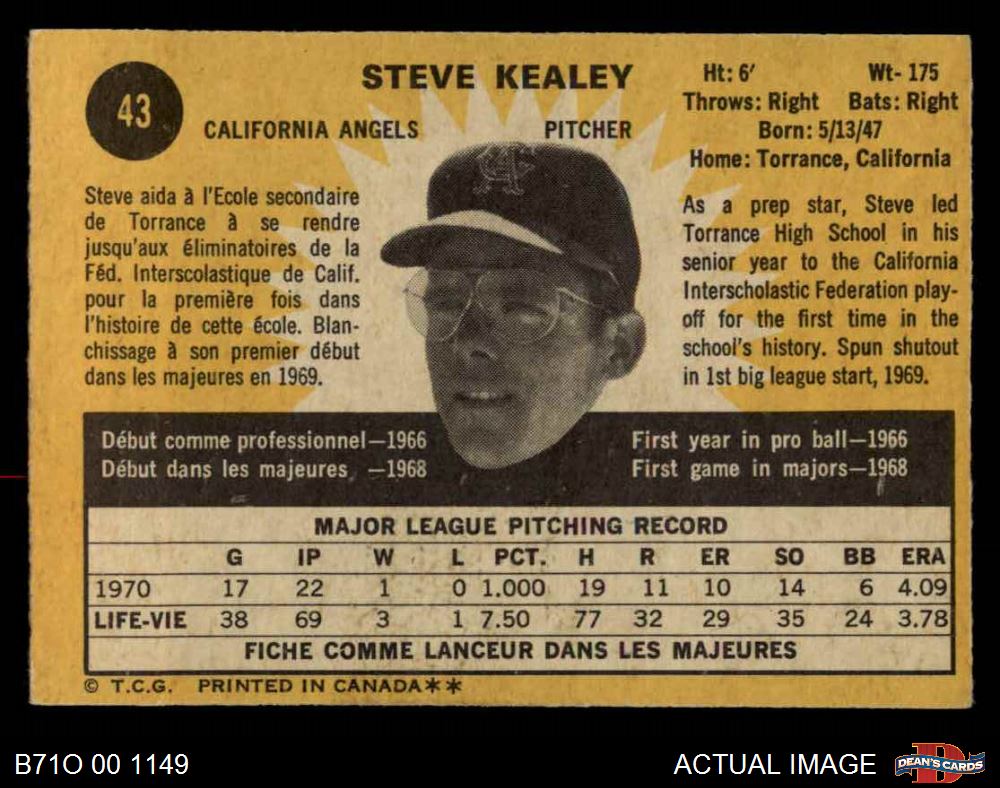 43
STEVE KEALEY
CALIFORNIA ANGELS PITCHER
Ht: 6' Wt- 175
Throws: Right Bats: Right
Born: 5/13/47
Home: Torrance, California
Steve aida à l'Ecole secondaire
de Torrance à se rendre
jusqu'aux éliminatoires de la
Féd. Interscolastique de Calif.
pour la première fois dans
l'histoire de cette école. Blan-
chissage à son premier début
dans les majeures en 1969.
As a prep star, Steve led
Torrance High School in his
senior year to the California
Interscholastic Federation play-
off for the first time in the
school's history. Spun shutout
in 1st big league start, 1969.
Début comme professionnel—1966
Début dans les majeures —1968
First year in pro ball—1966
First game in majors—1968
MAJOR LEAGUE PITCHING RECORD
G IP W L PCT. H R ER SO BB ERA
1970 17 22 1 0 1.000 19 11 10 14 6 4.09
LIFE-VIE 38 69 3 1 7.50 77 32 29 35 24 3.78
FICHE COMME LANCEUR DANS LES MAJEURES
© T.C.G. PRINTED IN CANADA**
B71O 00 1149
ACTUAL IMAGE
DEAN'S CARDS